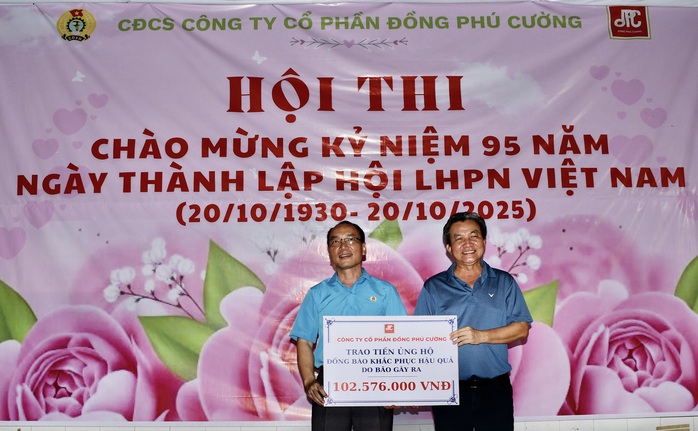 CĐCS CÔNG TY CỔ PHẦN ĐỒNG PHÚ CƯỜNG
HỘI THI
CHÀO MỪNG KỶ NIỆM 95 NĂM
NGÀY THÀNH LẬP HỘI LHPN VIỆT NAM
(20/10/1930- 20/10/2025)
CÔNG TY CỔ PHẦN ĐỒNG PHÚ CƯỜNG
TRAO TIỀN ỦNG HỘ
ĐỒNG BÀO KHẮC PHỤC HẬU QUẢ
DO BÃO GÂY RA
102.576.000 VNĐ